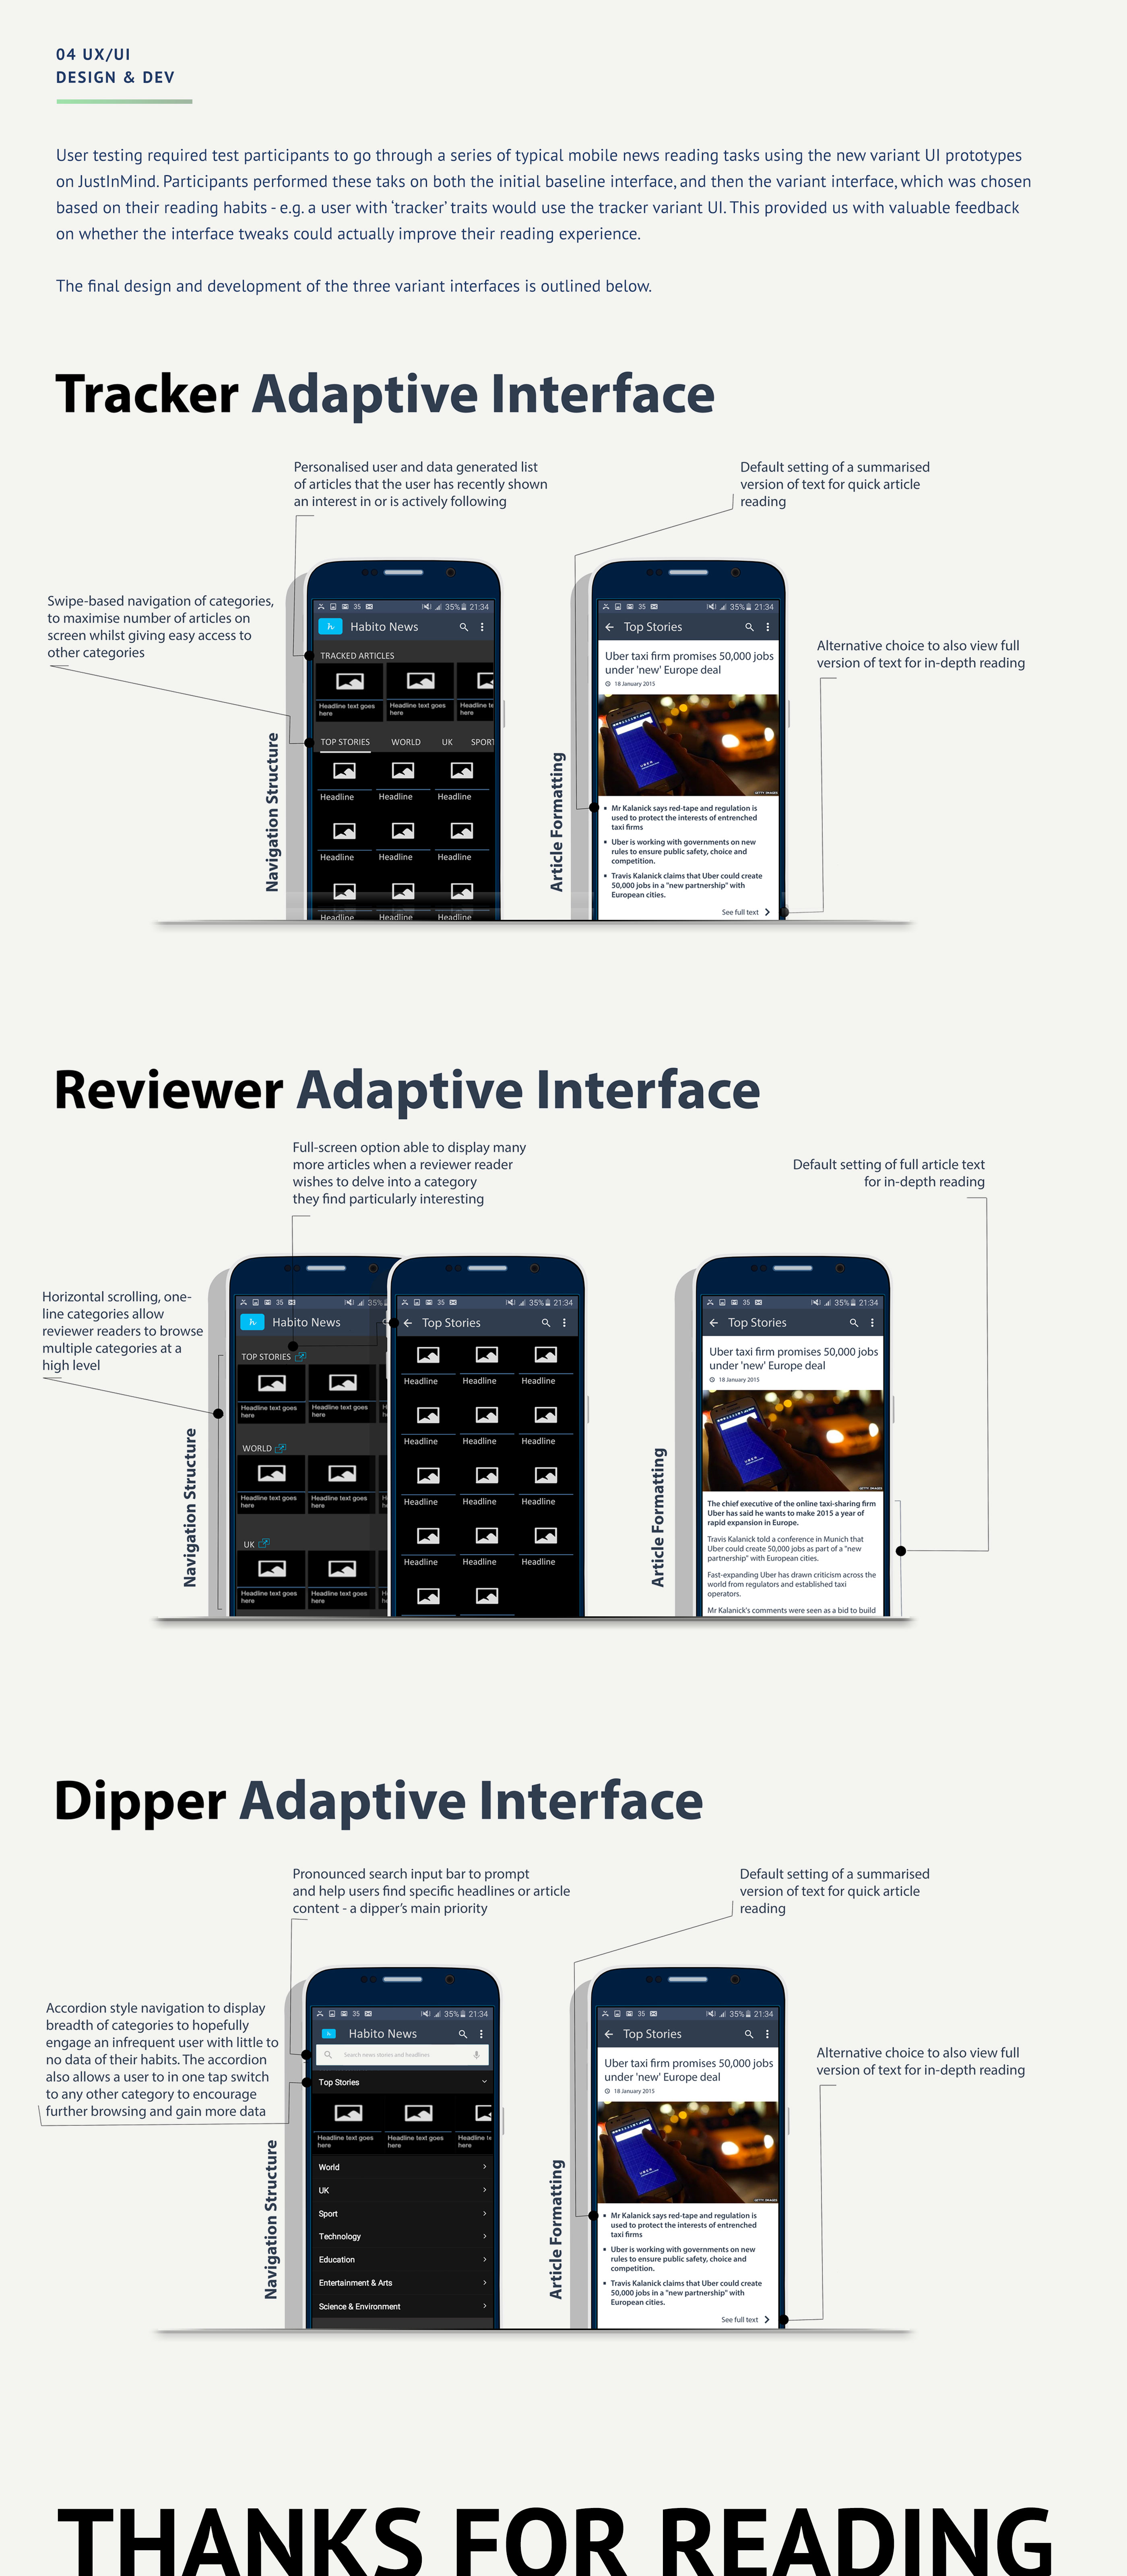 04 UX/UI
DESIGN & DEV
User testing required test participants to go through a series of typical mobile news reading tasks using the new variant UI prototypes
on JustInMind. Participants performed these taks on both the initial baseline interface, and then the variant interface, which was chosen
based on their reading habits - e.g. a user with ‘tracker’ traits would use the tracker variant UI. This provided us with valuable feedback
on whether the interface tweaks could actually improve their reading experience.
The final design and development of the three variant interfaces is outlined below.
Tracker Adaptive Interface
Personalised user and data generated list
of articles that the user has recently shown
an interest in or is actively following
Default setting of a summarised
version of text for quick article
reading
Swipe-based navigation of categories,
to maximise number of articles on
screen whilst giving easy access to
other categories
Alternative choice to also view full
version of text for in-depth reading
Navigation Structure
35 35% 21:34
h Habito News
TRACKED ARTICLES
Headline text goes here
Headline text goes here
Headline te
here
TOP STORIES WORLD UK SPORT
Headline Headline Headline
Headline Headline Headline
Headline Headline Headline
Article Formatting
35 35% 21:34
Top Stories
Uber taxi firm promises 50,000 jobs
under 'new' Europe deal
18 January 2015
UBER
GETTY IMAGES
Mr Kalanick says red-tape and regulation is
used to protect the interests of entrenched
taxi firms
Uber is working with governments on new
rules to ensure public safety, choice and
competition.
Travis Kalanick claims that Uber could create
50,000 jobs in a "new partnership" with
European cities.
See full text
Reviewer Adaptive Interface
Full-screen option able to display many
more articles when a reviewer reader
wishes to delve into a category
they find particularly interesting
Default setting of full article text
for in-depth reading
Horizontal scrolling, one-
line categories allow
reviewer readers to browse
multiple categories at a
high level
Navigation Structure
35 35%
h Habito News
TOP STORIES
Headline text goes here
Headline text goes here
WORLD
Headline text goes here
Headline text goes here
UK
Headline text goes here
Headline text goes here
35 35% 21:34
Top Stories
Headline Headline Headline
Headline Headline Headline
Headline Headline Headline
Headline Headline Headline
Article Formatting
35 35% 21:34
Top Stories
Uber taxi firm promises 50,000 jobs
under 'new' Europe deal
18 January 2015
UBER
GETTY IMAGES
The chief executive of the online taxi-sharing firm
Uber has said he wants to make 2015 a year of
rapid expansion in Europe.
Travis Kalanick told a conference in Munich that
Uber could create 50,000 jobs as part of a "new
partnership" with European cities.
Fast-expanding Uber has drawn criticism across the
world from regulators and established taxi
operators.
Mr Kalanick's comments were seen as a bid to build
Dipper Adaptive Interface
Pronounced search input bar to prompt
and help users find specific headlines or article
content - a dipper’s main priority
Default setting of a summarised
version of text for quick article
reading
Accordion style navigation to display
breadth of categories to hopefully
engage an infrequent user with little to
no data of their habits. The accordion
also allows a user to in one tap switch
to any other category to encourage
further browsing and gain more data
Alternative choice to also view full
version of text for in-depth reading
Navigation Structure
35 35% 21:34
h Habito News
Search news stories and headlines
Top Stories
Headline text goes here
Headline text goes here
Headline te
here
World
UK
Sport
Technology
Education
Entertainment & Arts
Science & Environment
Article Formatting
35 35% 21:34
Top Stories
Uber taxi firm promises 50,000 jobs
under 'new' Europe deal
18 January 2015
UBER
GETTY IMAGES
Mr Kalanick says red-tape and regulation is
used to protect the interests of entrenched
taxi firms
Uber is working with governments on new
rules to ensure public safety, choice and
competition.
Travis Kalanick claims that Uber could create
50,000 jobs in a "new partnership" with
European cities.
See full text
THANKS FOR READING